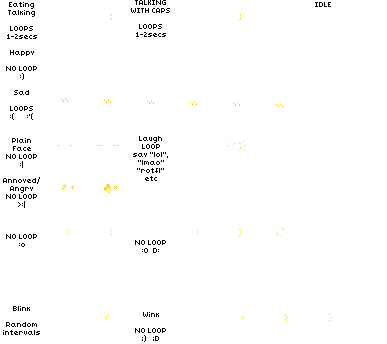 Eating
Talking
LOOPS
1-2secs
TALKING
WITH CAPS
LOOPS
1-2secs
IDLE
Happy
NO LOOP
:)
Sad
LOOPS
:( :'(
Plain
Face
NO LOOP
:|
Laugh
LOOP
say "lol",
"lmao"
"rotfl"
etc
Annoyed/
Angry
NO LOOP
>:|
NO LOOP
:o
NO LOOP
:O D:
Blink
Random
intervals
Wink
NO LOOP
;) ;D